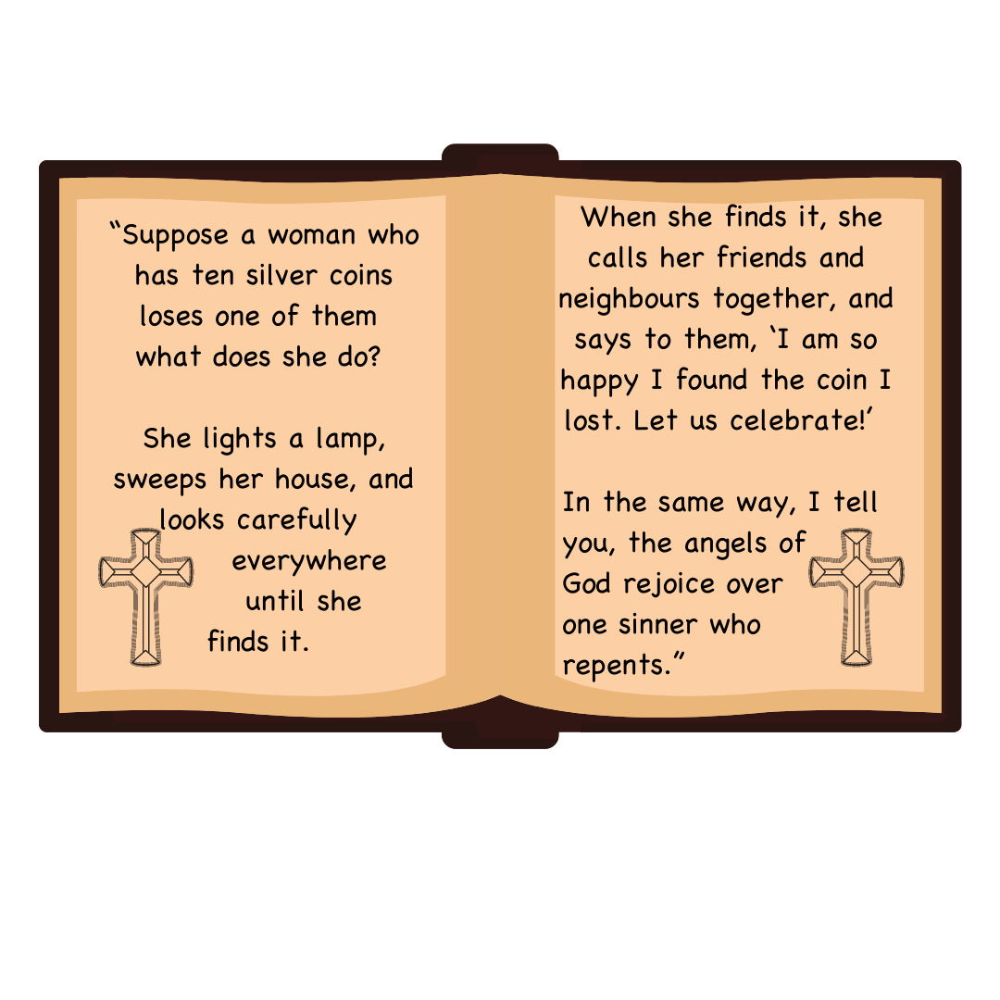 “Suppose a woman who
has ten silver coins
loses one of them
what does she do?
She lights a lamp,
sweeps her house, and
looks carefully
everywhere
until she
finds it.
When she finds it, she
calls her friends and
neighbours together, and
says to them, ‘I am so
happy I found the coin I
lost. Let us celebrate!’
In the same way, I tell
you, the angels of
God rejoice over
one sinner who
repents.”